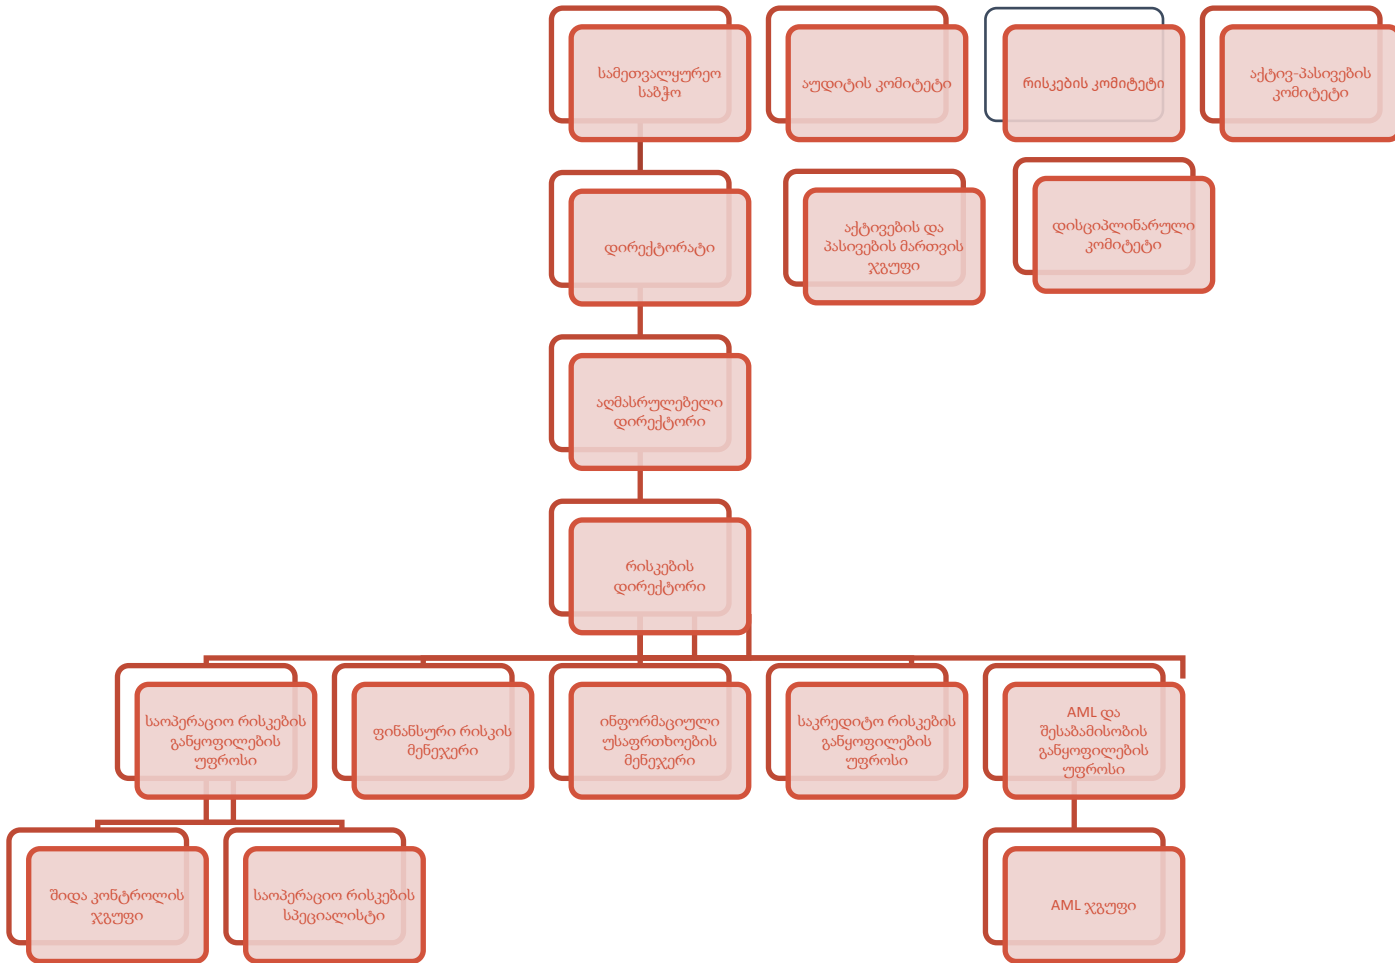 სამეთვალყურეო
საბჭო
აუდიტის კომიტეტი
რისკების კომიტეტი
აქტივ-პასივების
კომიტეტი
დირექტორატი
აქტივების და
პასივების მართვის
ჯგუფი
დისციპლინარული
კომიტეტი
აღმასრულებელი
დირექტორი
რისკების
დირექტორი
საოპერაციო რისკების
განყოფილების
უფროსი
ფინანსური რისკის
მენეჯერი
ინფორმაციული
უსაფრთხოების
მენეჯერი
საკრედიტო რისკების
განყოფილების
უფროსი
AML და
შესაბამისობის
განყოფილების
უფროსი
შიდა კონტროლის
ჯგუფი
საოპერაციო რისკების
სპეციალისტი
AML ჯგუფი